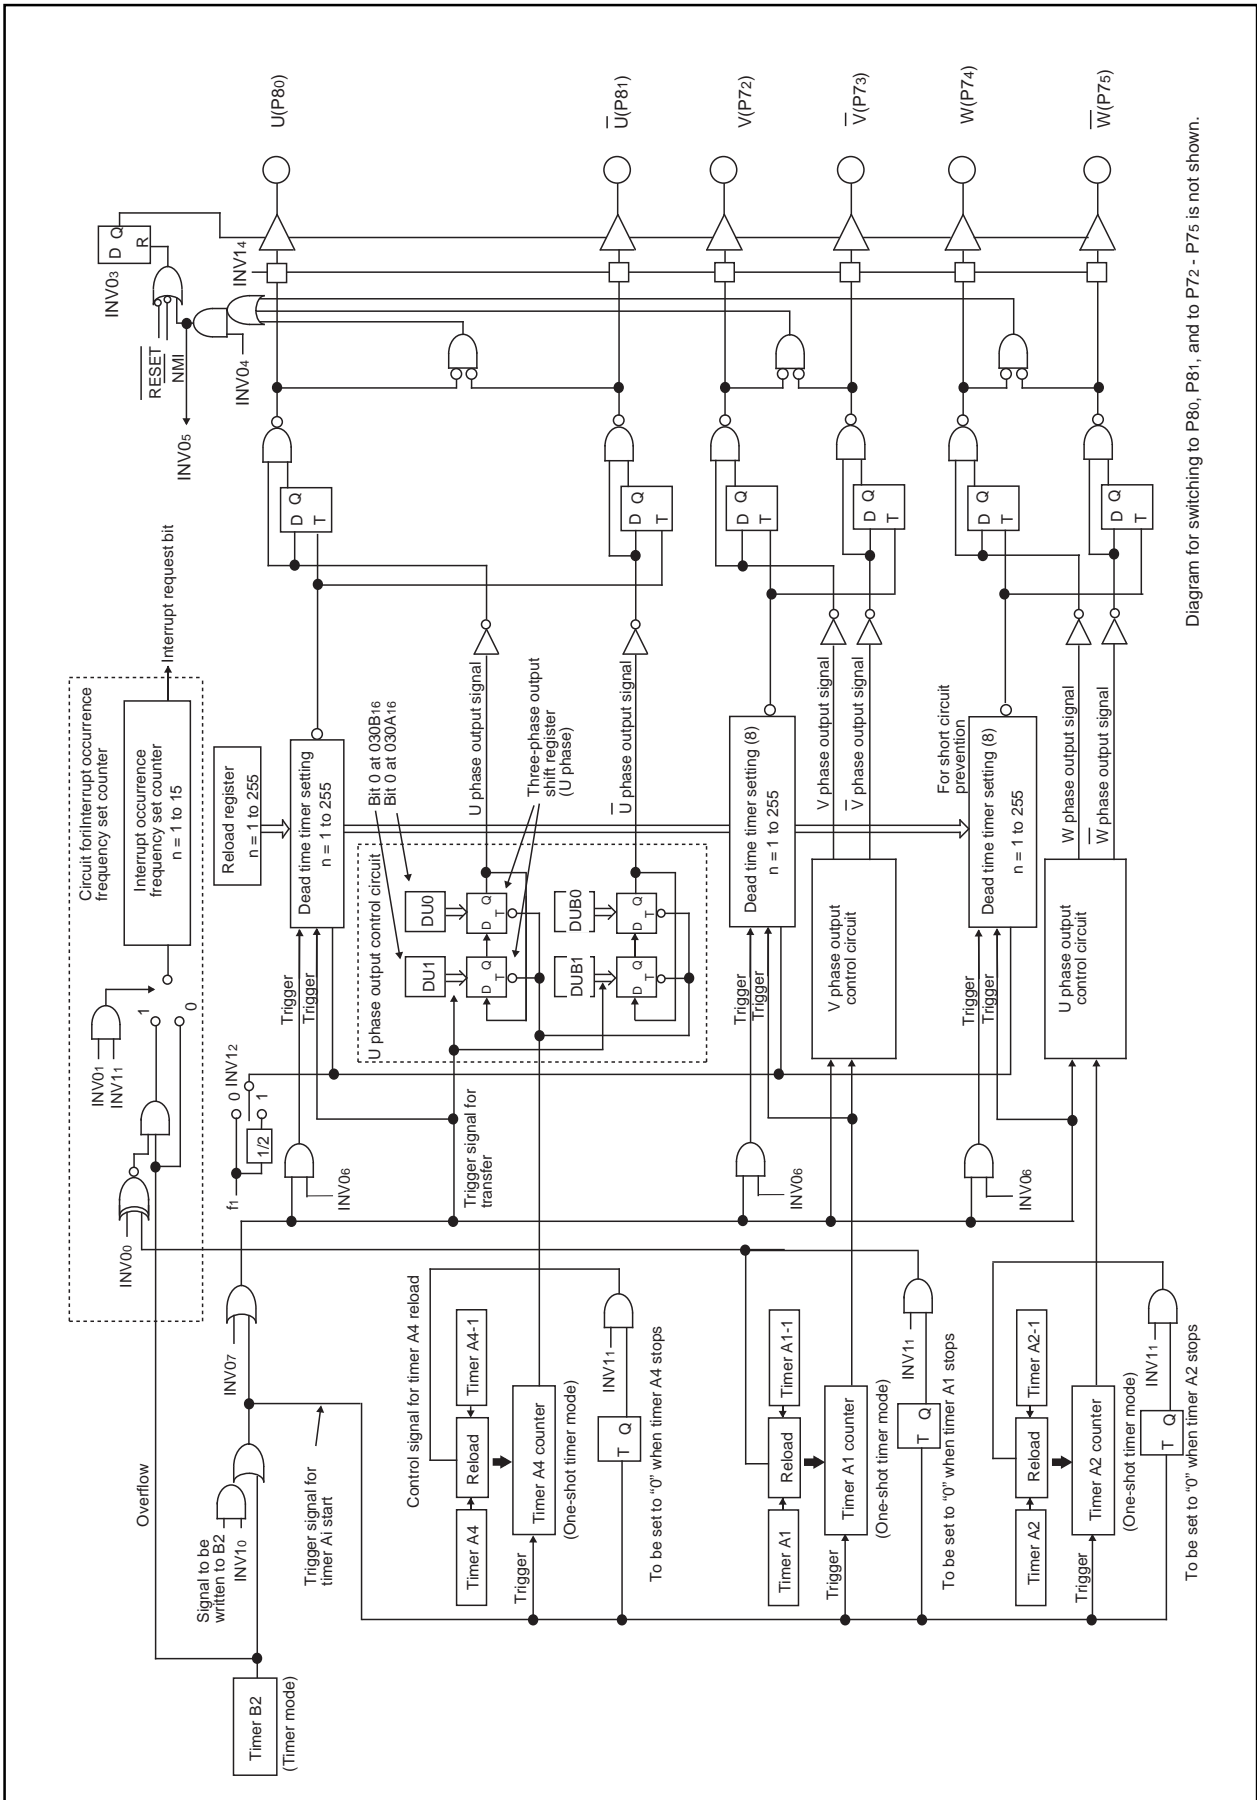 Timer B2
(Timer mode)
Overflow
Signal to be
written to B2
INV10
Trigger signal for
timer Ai start
INV07
INV00
Circuit foriInterrupt occurrence
frequency set counter
INV01
INV11
1
0
Interrupt occurrence
frequency set counter
n = 1 to 15
Interrupt request bit
f1
1/2
0
1
INV12
Reload register
n = 1 to 255
INV06
Trigger
Trigger
Dead time timer setting
n = 1 to 255
D
Q
T
INV05
RESET
NMI
INV04
INV03
D
Q
R
INV14
U(P80)
Control signal for timer A4 reload
Timer A4
Reload
Timer A4-1
Trigger
Timer A4 counter
(One-shot timer mode)
INV11
T
Q
To be set to “0” when timer A4 stops
Trigger signal for
transfer
U phase output control circuit
DU1
DU0
D
Q
T
D
Q
T
DUB1
DUB0
D
Q
T
D
Q
T
Bit 0 at 030B16
Bit 0 at 030A16
U phase output signal
Three-phase output
shift register
(U phase)
U phase output signal
D
Q
T
U(P81)
Timer A1
Reload
Timer A1-1
Trigger
Timer A1 counter
(One-shot timer mode)
INV11
T
Q
To be set to “0” when timer A1 stops
INV06
Trigger
Trigger
Dead time timer setting (8)
n = 1 to 255
V phase output
control circuit
V phase output signal
V phase output signal
D
Q
T
D
Q
T
V(P72)
V(P73)
Timer A2
Reload
Timer A2-1
Trigger
Timer A2 counter
(One-shot timer mode)
INV11
T
Q
To be set to “0” when timer A2 stops
INV06
Trigger
Trigger
For short circuit
prevention
Dead time timer setting (8)
n = 1 to 255
U phase output
control circuit
W phase output signal
W phase output signal
D
Q
T
D
Q
T
W(P74)
W(P75)
Diagram for switching to P80, P81, and to P72 - P75 is not shown.